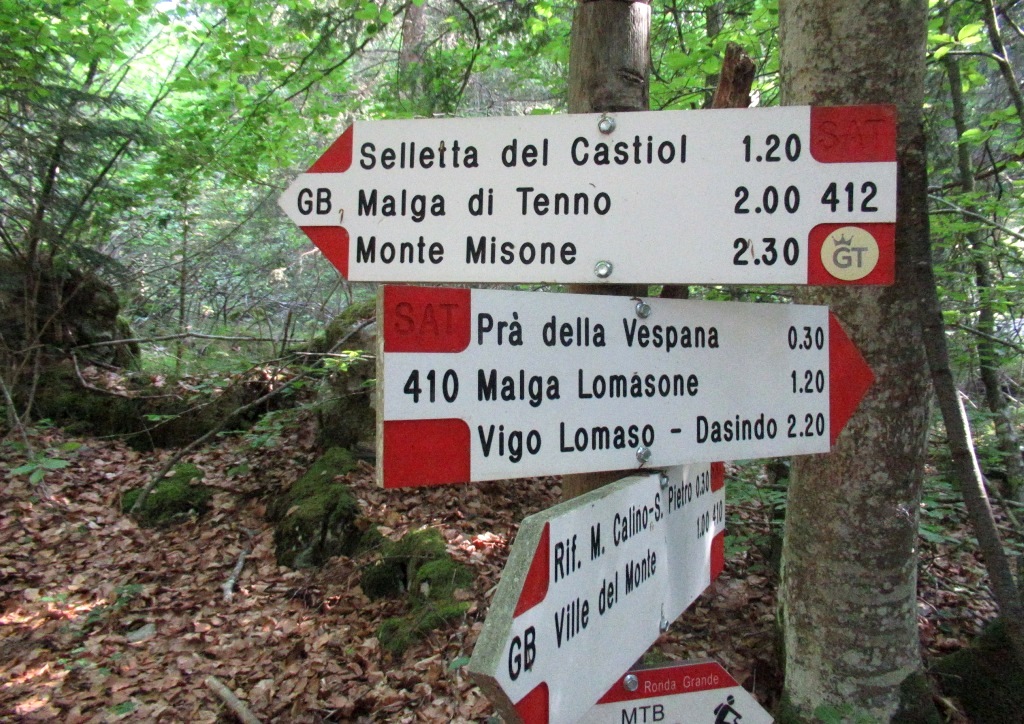 SAT
Selletta del Castiol 1.20
GB Malga di Tenno 2.00 412
Monte Misone 2.30
GT
SAT
Prà della Vespana 0.30
410 Malga Lomasone 1.20
Vigo Lomaso - Dasindo 2.20
Rif. M. Calino-S. Pietro 0.30
GB Ville del Monte 1.00 410
Ronda Grande
MTB